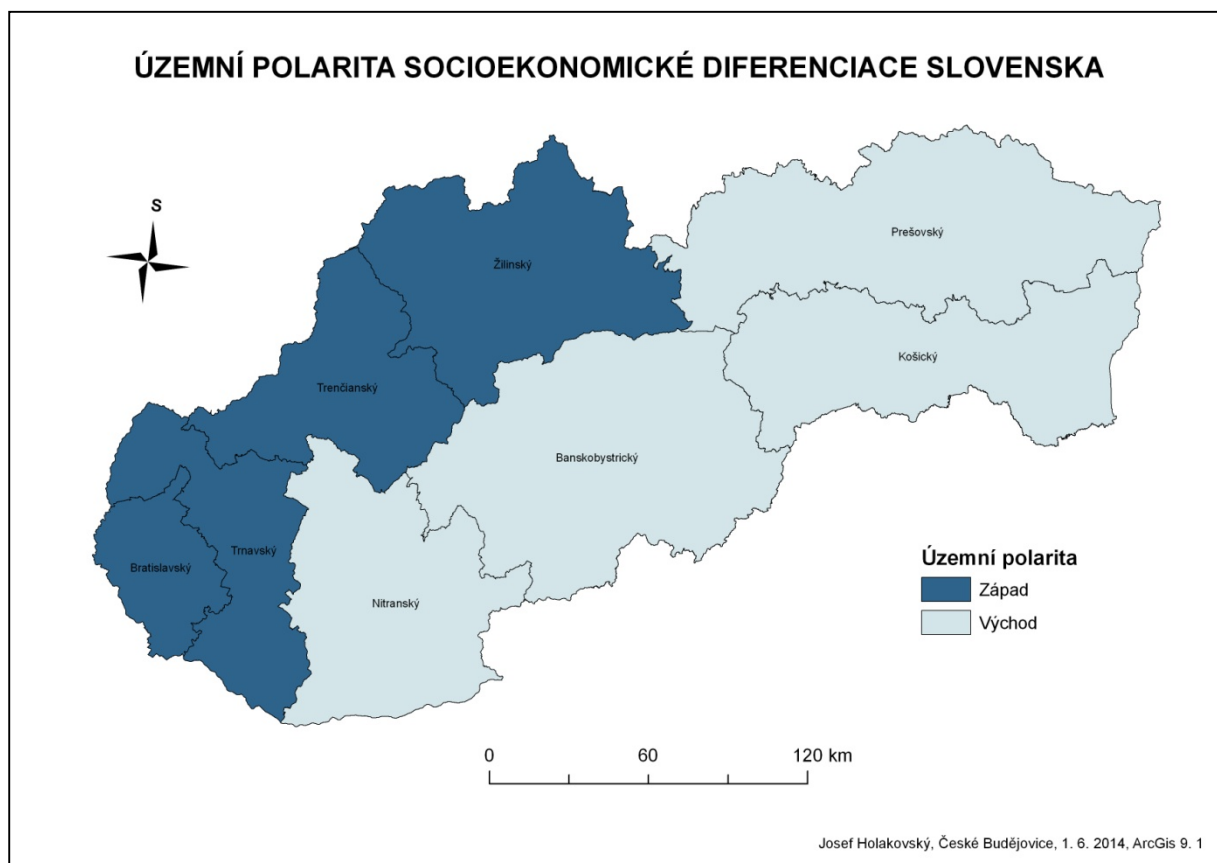 ÚZEMNÍ POLARITA SOCIOEKONOMICKÉ DIFERENCIACE SLOVENSKA
S
Prešovský
Žilinský
Košický
Trenčianský
Banskobystrický
Trnavský
Bratislavský
Nitranský
Územní polarita
Západ
Východ
0 60 120 km
Josef Holakovský, České Budějovice, 1. 6. 2014, ArcGis 9. 1